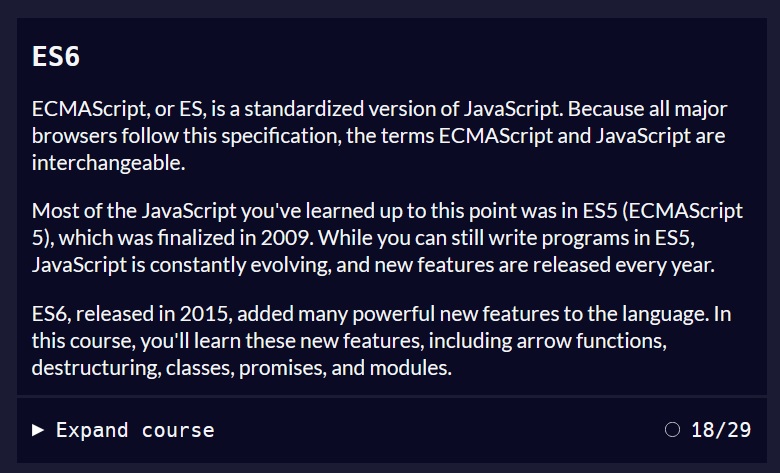 ES6
ECMAScript, or ES, is a standardized version of JavaScript. Because all major
browsers follow this specification, the terms ECMAScript and JavaScript are
interchangeable.
Most of the JavaScript you've learned up to this point was in ES5 (ECMAScript
5), which was finalized in 2009. While you can still write programs in ES5,
JavaScript is constantly evolving, and new features are released every year.
ES6, released in 2015, added many powerful new features to the language. In
this course, you'll learn these new features, including arrow functions,
destructuring, classes, promises, and modules.
Expand course 18/29